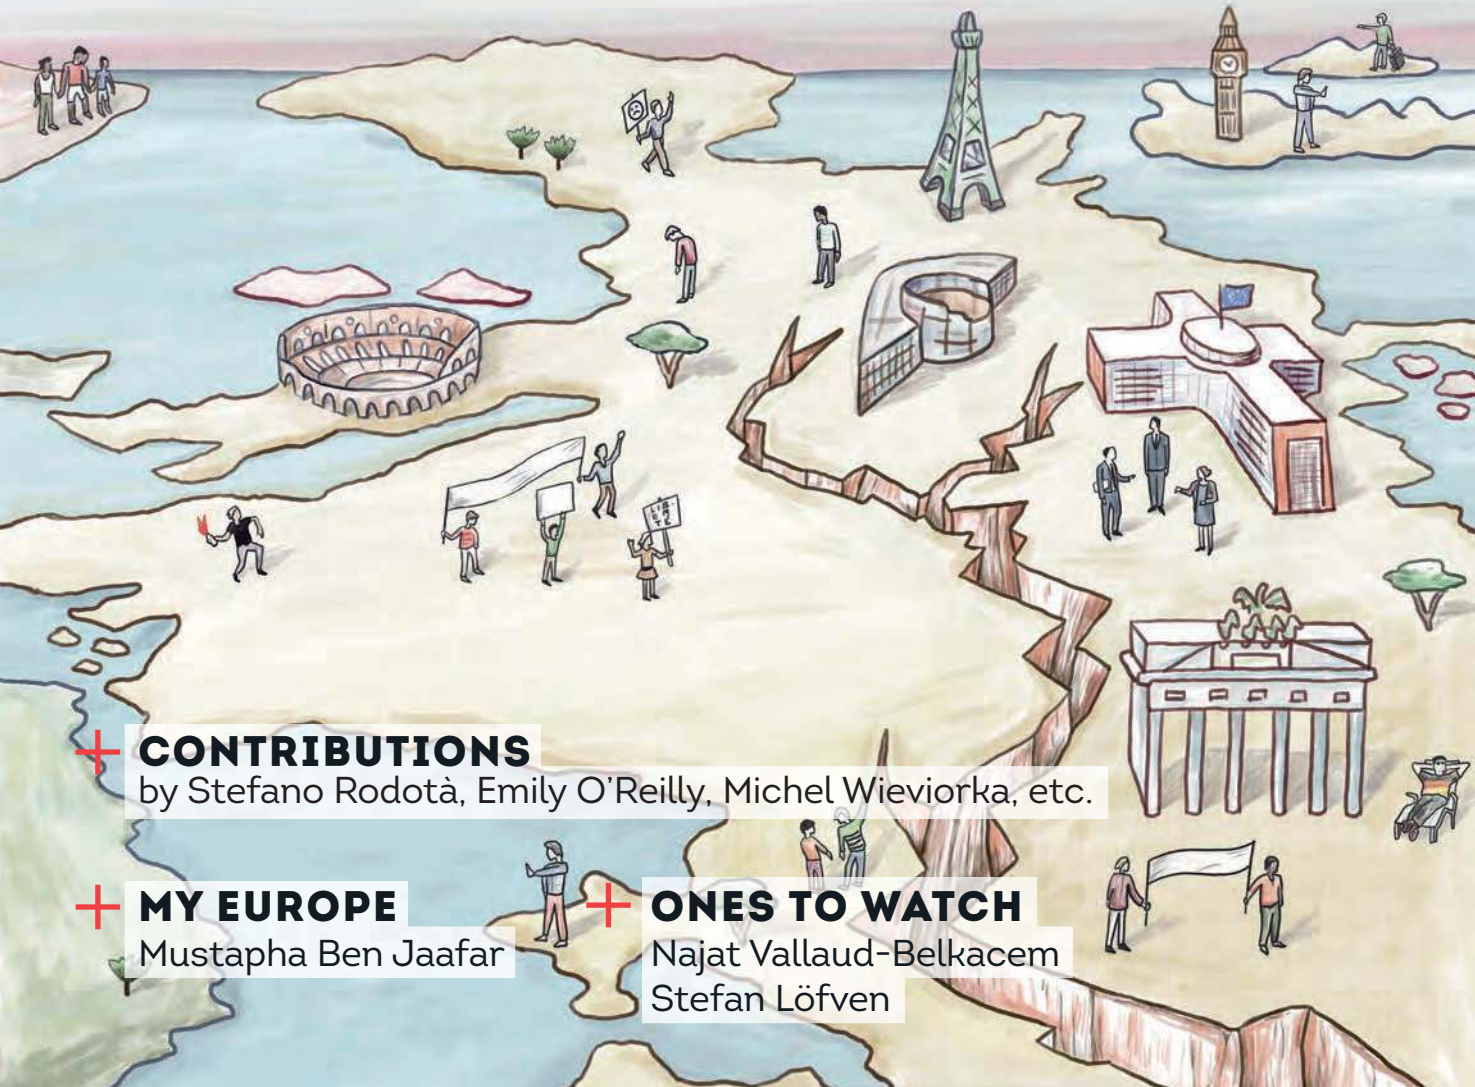 LIBERTE
CONTRIBUTIONS
by Stefano Rodotà, Emily O’Reilly, Michel Wieviorka, etc.
MY EUROPE
Mustapha Ben Jaafar
ONES TO WATCH
Najat Vallaud-Belkacem
Stefan Löfven